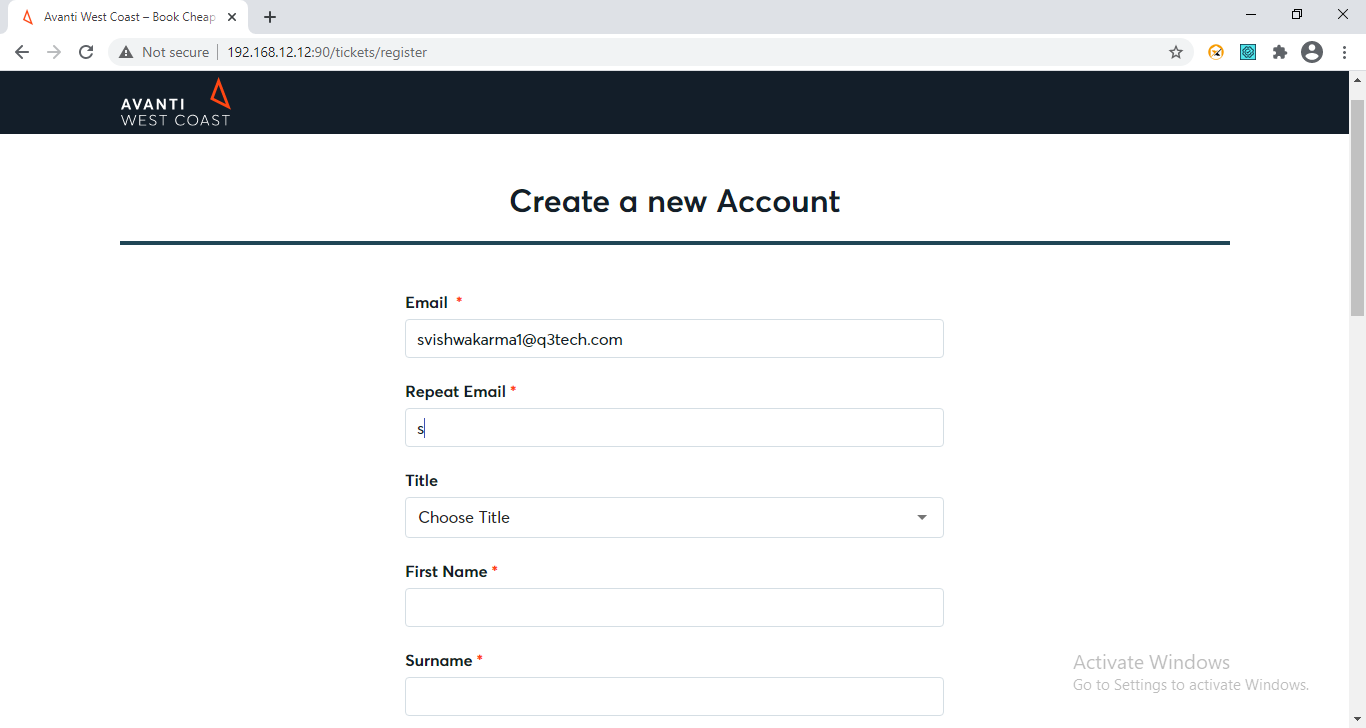 Avanti West Coast – Book Cheap
Not secure
192.168.12.12:90/tickets/register
AVANTI
WEST COAST
Create a new Account
Email *
svishwakarma1@q3tech.com
Repeat Email *
s
Title
Choose Title
First Name *
Surname *
Activate Windows
Go to Settings to activate Windows.